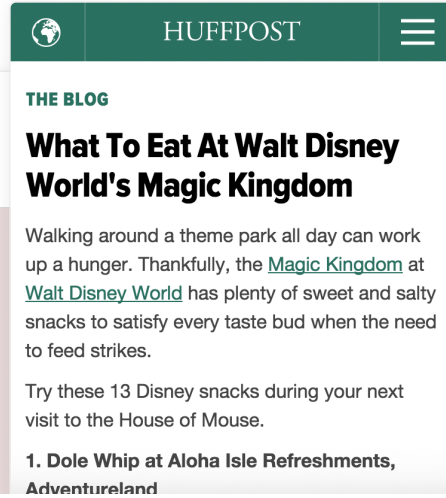 HUFFPOST
THE BLOG
What To Eat At Walt Disney
World's Magic Kingdom
Walking around a theme park all day can work
up a hunger. Thankfully, the Magic Kingdom at
Walt Disney World has plenty of sweet and salty
snacks to satisfy every taste bud when the need
to feed strikes.
Try these 13 Disney snacks during your next
visit to the House of Mouse.
1. Dole Whip at Aloha Isle Refreshments,
Adventureland